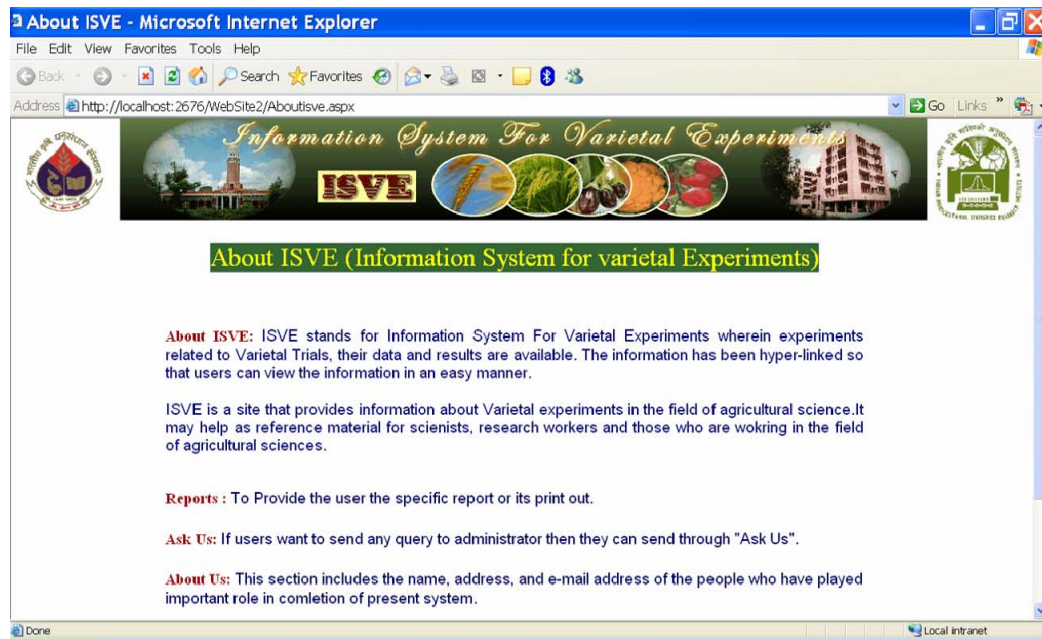 About ISVE - Microsoft Internet Explorer
File Edit View Favorites Tools Help
Back Search Favorites
Address http://localhost:2676/WebSite2/Aboutisve.aspx Go Links »
Information System For Varietal Experiments
ISVE
About ISVE (Information System for varietal Experiments)
About ISVE: ISVE stands for Information System For Varietal Experiments wherein experiments
related to Varietal Trials, their data and results are available. The information has been hyper-linked so
that users can view the information in an easy manner.
ISVE is a site that provides information about Varietal experiments in the field of agricultural science.It
may help as reference material for scienists, research workers and those who are wokring in the field
of agricultural sciences.
Reports : To Provide the user the specific report or its print out.
Ask Us: If users want to send any query to administrator then they can send through "Ask Us".
About Us: This section includes the name, address, and e-mail address of the people who have played
important role in comletion of present system.
Done Local intranet